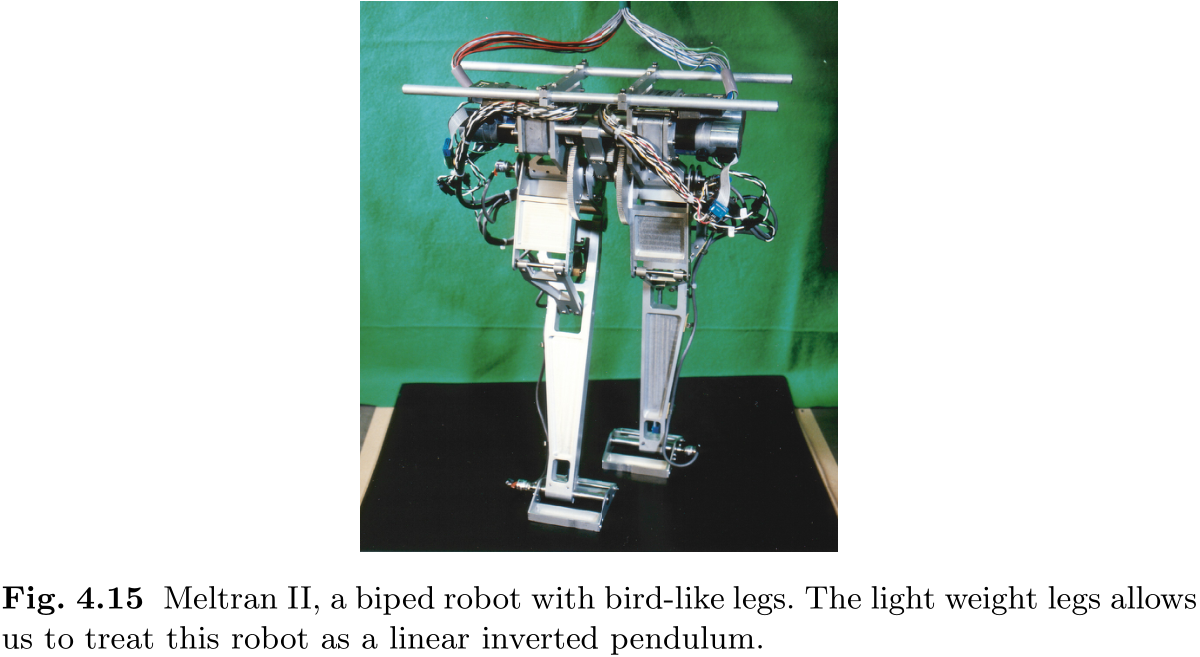 Fig. 4.15 Meltran II, a biped robot with bird-like legs. The light weight legs allows
us to treat this robot as a linear inverted pendulum.